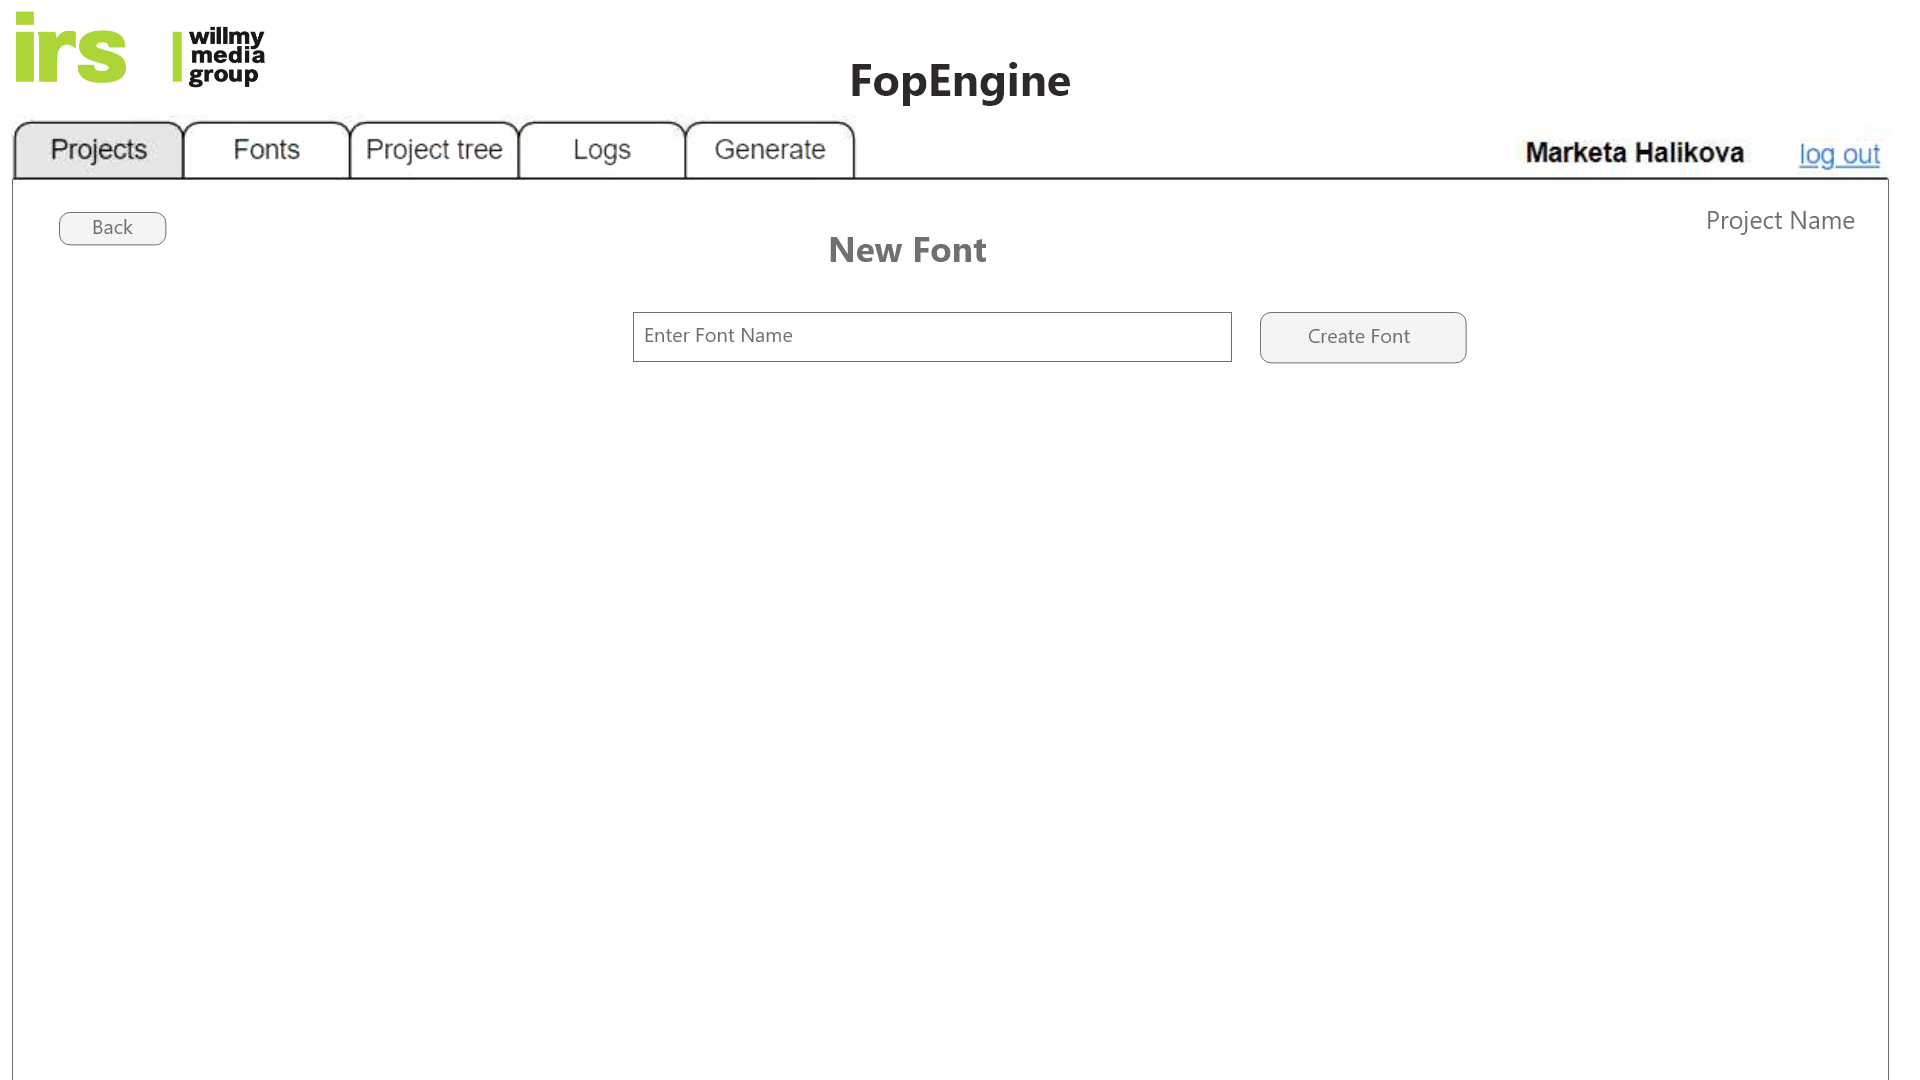 irs
willmy
media
group
FopEngine
Projects Fonts Project tree Logs Generate Marketa Halikova log out
Back Project Name
New Font
Enter Font Name Create Font